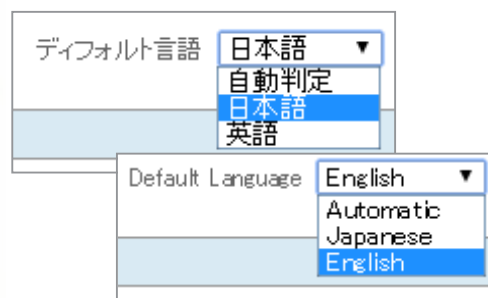 ディフォルト言語 日本語 ▼
自動判定
日本語
英語
Default Language English ▼
Automatic
Japanese
English